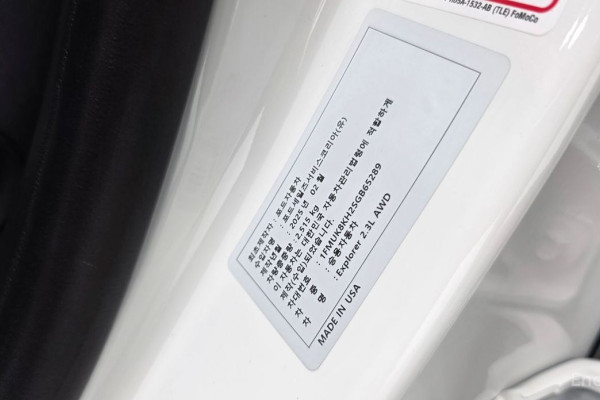 1532-AB (TLE) FoMoCo
최초제작자 : 포드자동차
수입자명 : 포드세일즈서비스코리아(유)
제작년월 : 2025 년 02 월
차량총중량 : 2,515 kg
이 자동차는 대한민국 자동차관리법령에 적합하게
제작(수입)되었습니다.
차대번호 : 1FMUK8KH2SGB65289
차 종 : 승용자동차
차 명 : Explorer 2.3L AWD
MADE IN USA